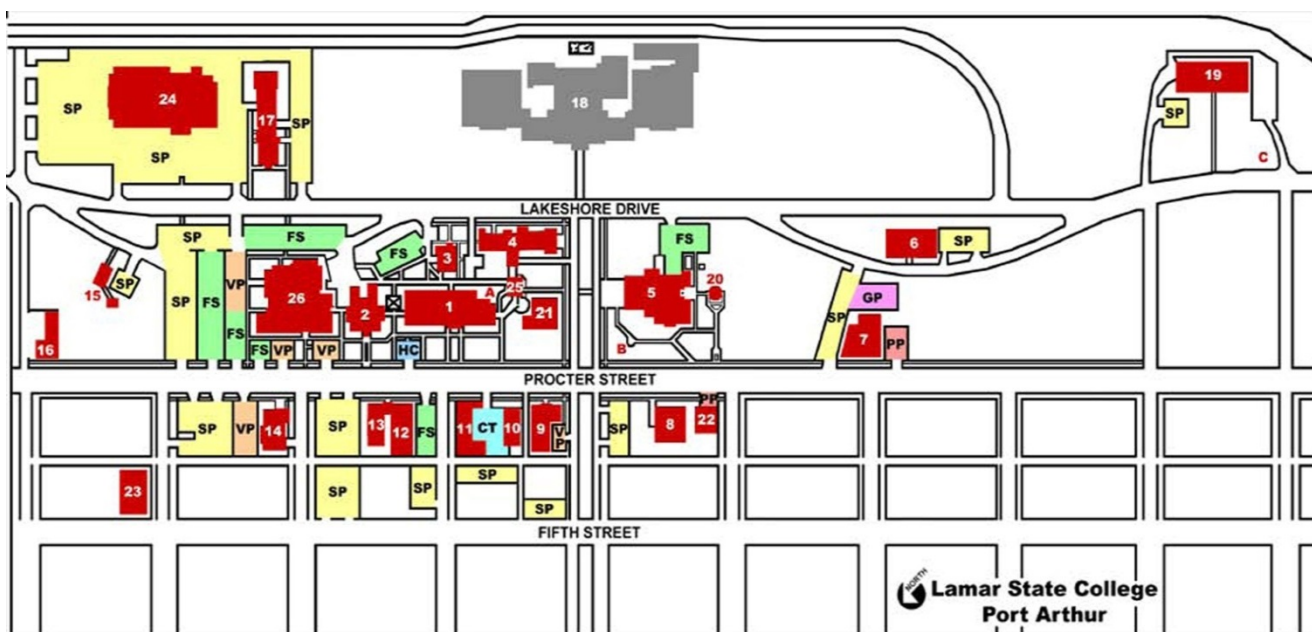 24
17
18
19
SP
SP
SP
SP
C
LAKESHORE DRIVE
SP
FS
FS
3
4
FS
6
SP
15
SP
SP
FS
VP
26
2
1
A
25
21
5
20
GP
SP
16
FS
FS
VP
VP
HC
B
7
PP
PROCTER STREET
SP
VP
14
SP
13
12
FS
11
CT
10
9
VP
SP
8
PP
22
23
SP
SP
SP
SP
FIFTH STREET
NORTH
Lamar State College
Port Arthur